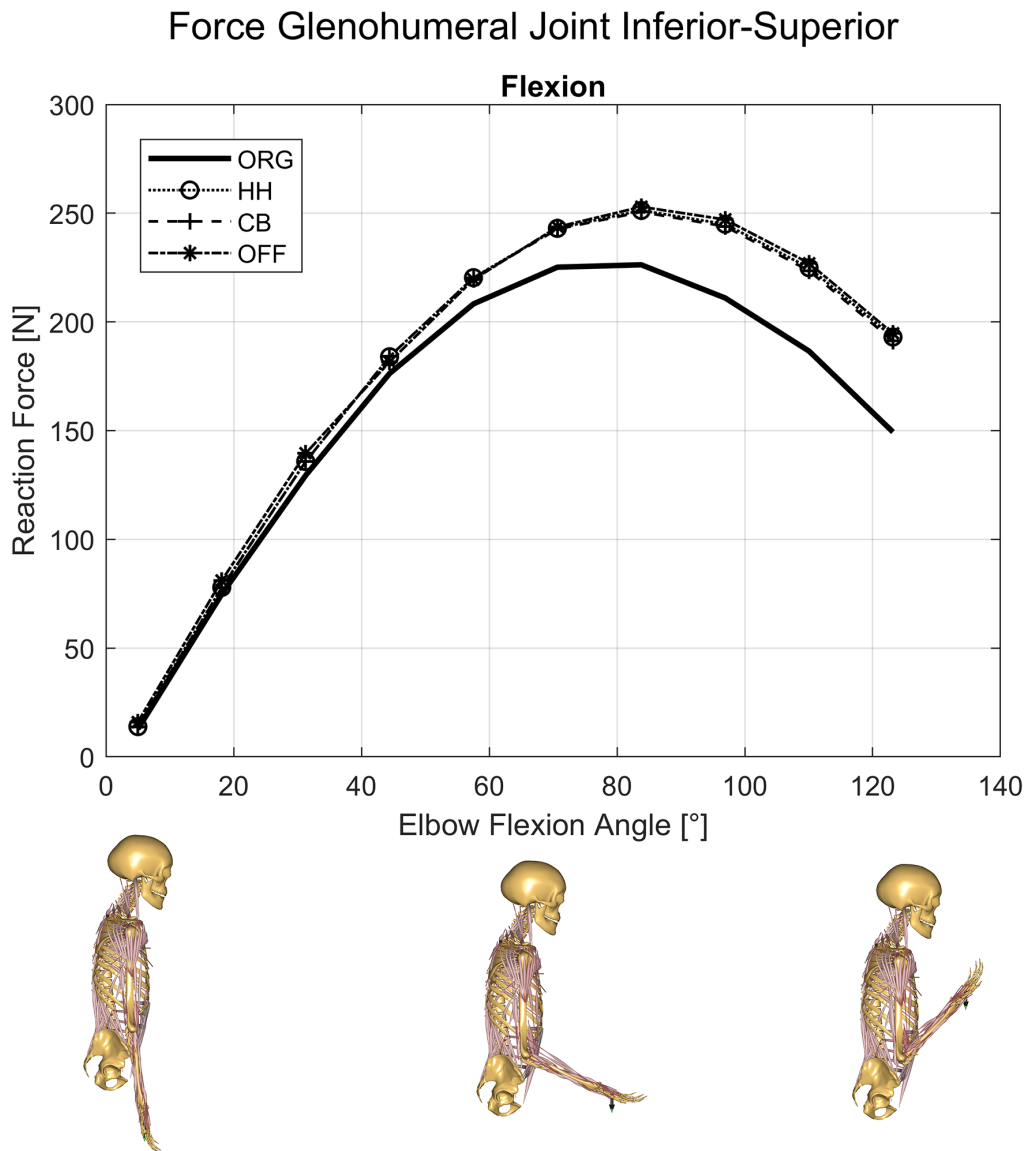 Force Glenohumeral Joint Inferior-Superior
Flexion
300
250
200
150
100
50
0
Reaction Force [N]
ORG
HH
CB
OFF
0 20 40 60 80 100 120 140
Elbow Flexion Angle [°]